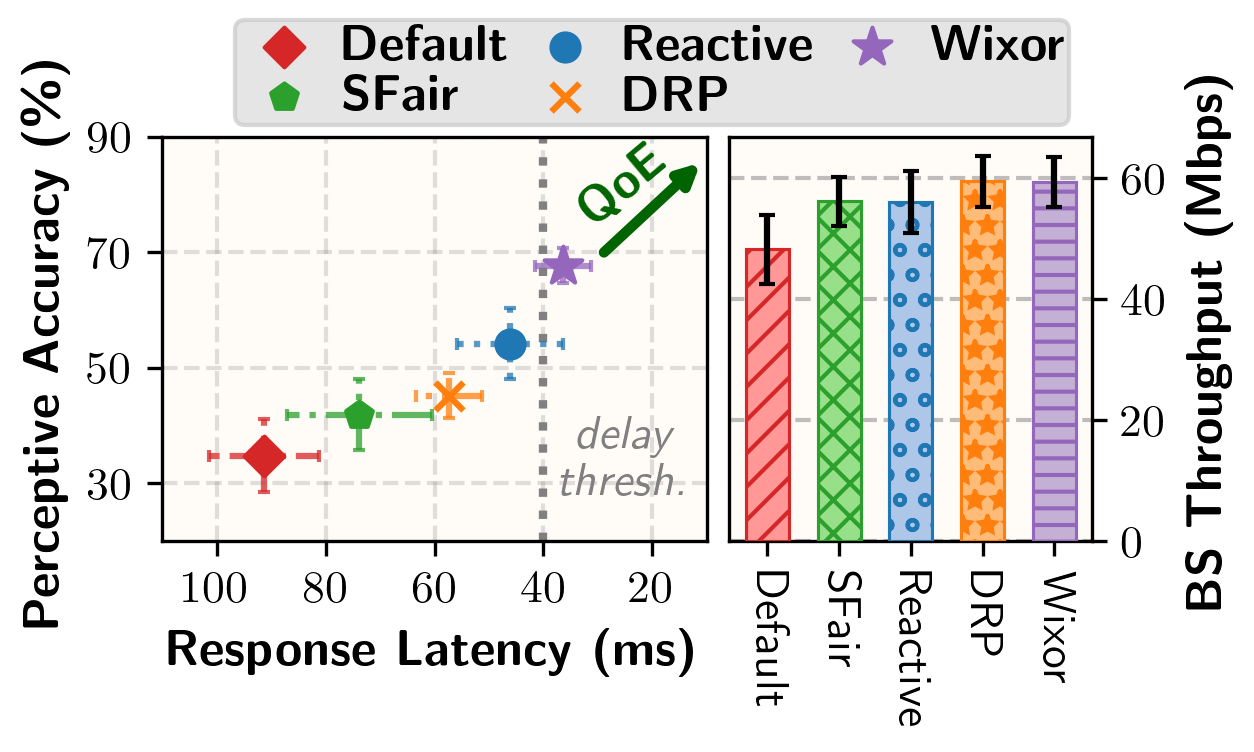 Default Reactive Wixor
SFair DRP
Perceptive Accuracy (%)
90
70
50
30
QoE
delay
thresh.
100 80 60 40 20
Response Latency (ms)
60
40
20
0
BS Throughput (Mbps)
Default
SFair
Reactive
DRP
Wixor